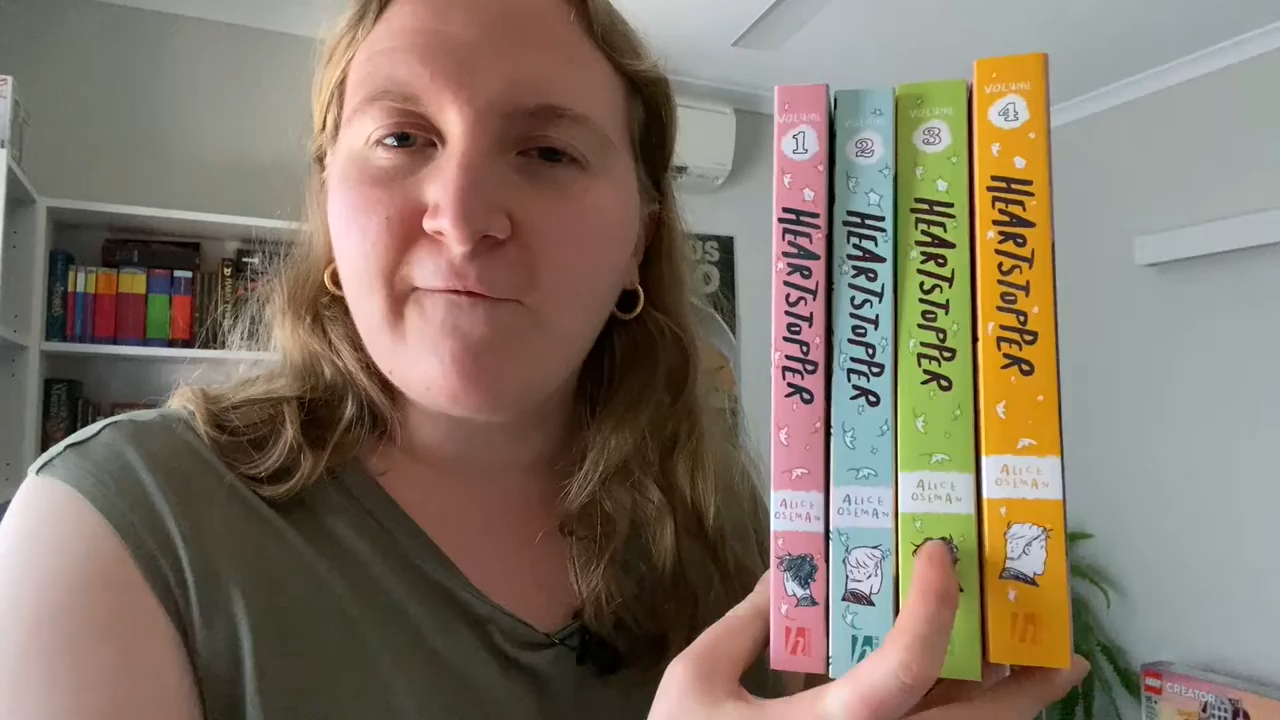 VOLUME
1
HEARTSTOPPER
ALICE
OSEMAN
h
VOLUME
2
HEARTSTOPPER
ALICE
OSEMAN
h
VOLUME
3
HEARTSTOPPER
ALICE
OSEMAN
VOLUME
4
HEARTSTOPPER
ALICE
OSEMAN
h
LEGO
CREATOR